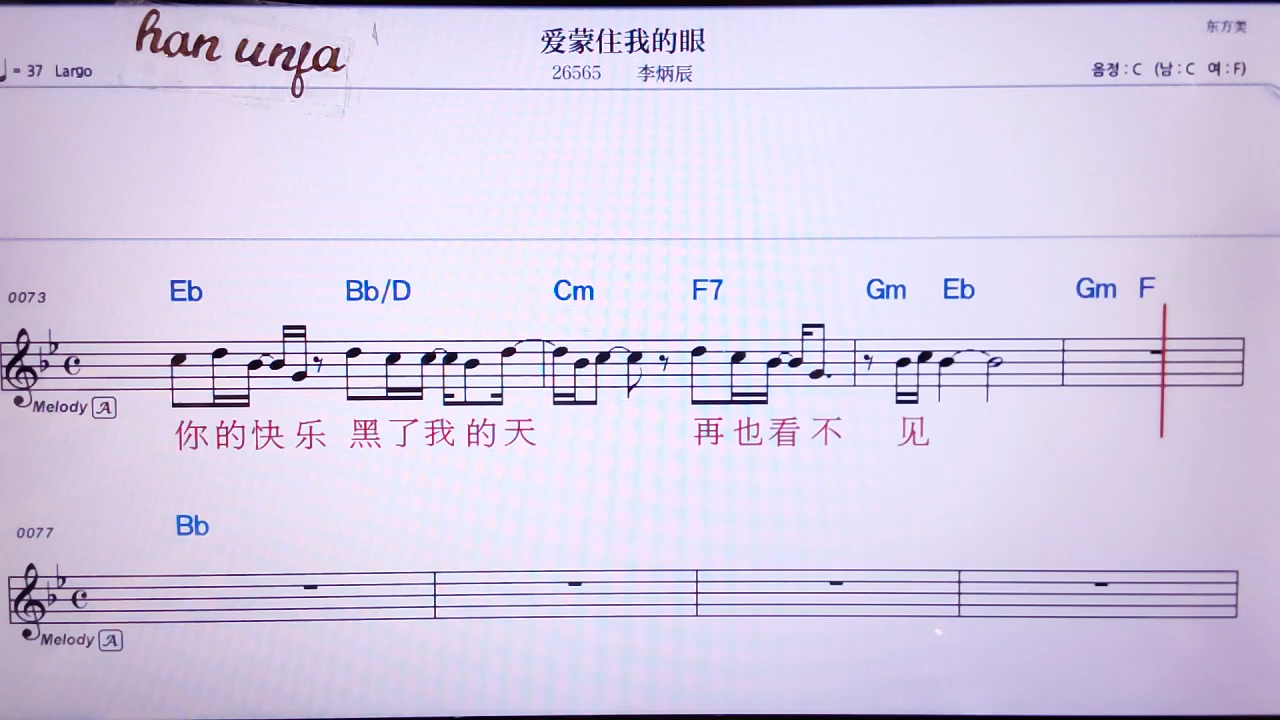 han unja
爱蒙住我的眼
东方美
= 37 Largo
26565 李炳辰
음정 : C (남 : C 여 : F)
0073
Eb Bb/D Cm F7 Gm Eb Gm F
Melody A
你的快乐 黑了我的天 再也看不 见
0077
Bb
Melody A